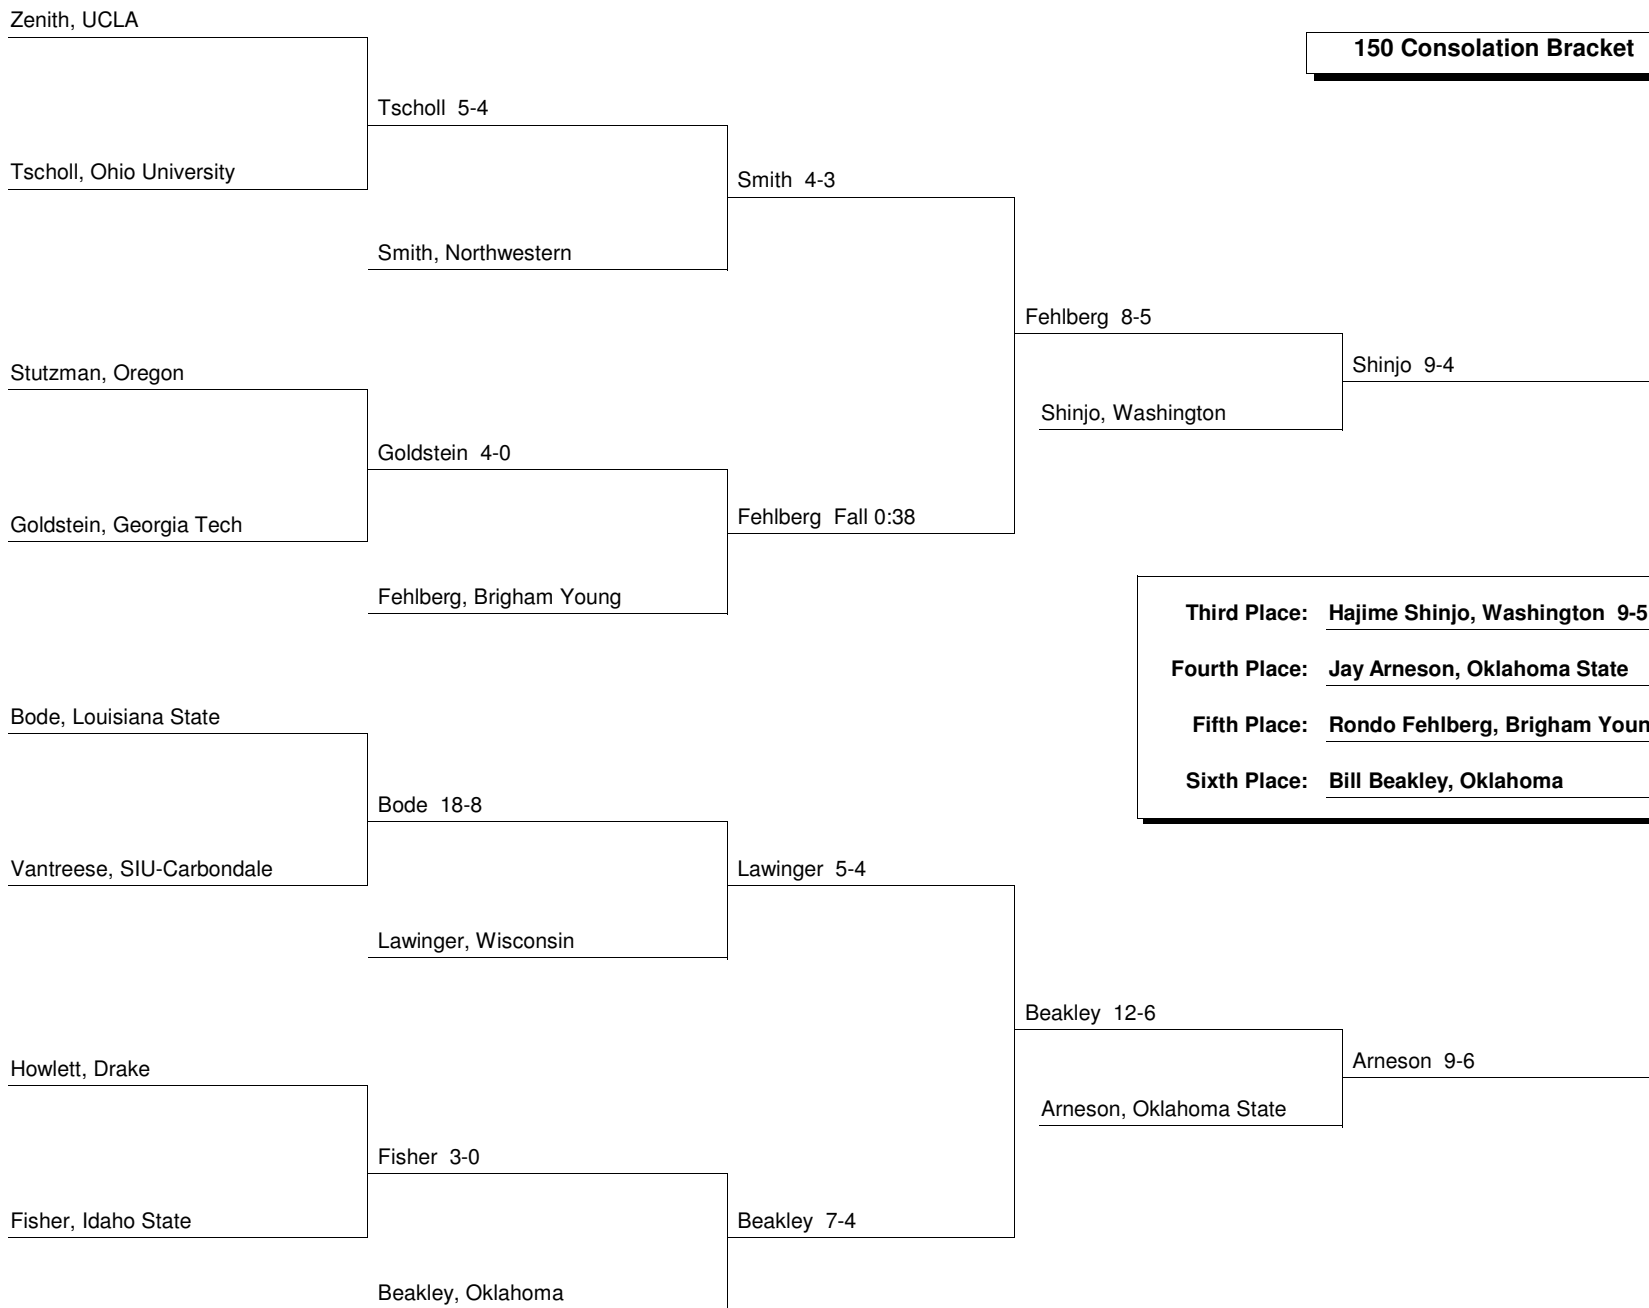 Zenith, UCLA
150 Consolation Bracket
Tscholl 5-4
Tscholl, Ohio University
Smith 4-3
Smith, Northwestern
Fehlberg 8-5
Stutzman, Oregon
Shinjo 9-4
Shinjo, Washington
Goldstein 4-0
Goldstein, Georgia Tech
Fehlberg Fall 0:38
Fehlberg, Brigham Young
Third Place: Hajime Shinjo, Washington 9-5
Fourth Place: Jay Arneson, Oklahoma State
Fifth Place: Rondo Fehlberg, Brigham Youn
Sixth Place: Bill Beakley, Oklahoma
Bode, Louisiana State
Bode 18-8
Vantreese, SIU-Carbondale
Lawinger 5-4
Lawinger, Wisconsin
Beakley 12-6
Howlett, Drake
Arneson 9-6
Arneson, Oklahoma State
Fisher 3-0
Fisher, Idaho State
Beakley 7-4
Beakley, Oklahoma